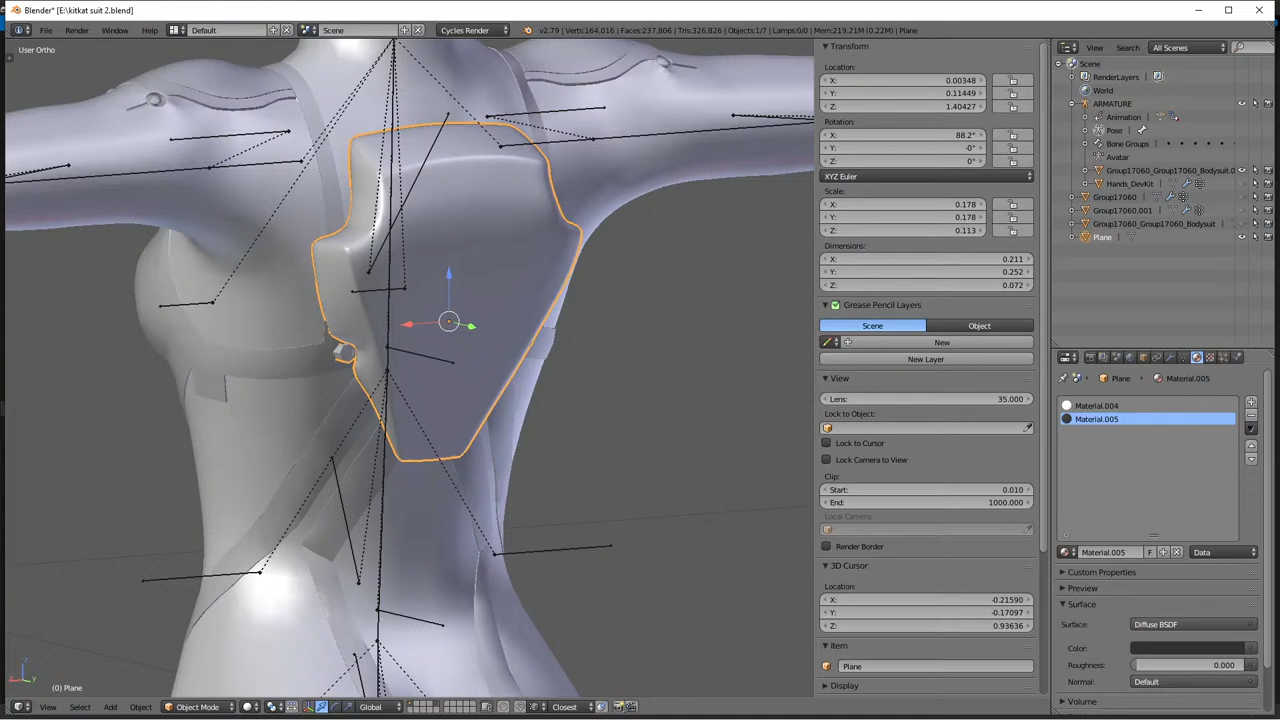 Blender* [E:\kitkat suit 2.blend]
File Render Window Help Default Scene Cycles Render v2.79 | Verts:164,016 | Faces:237,806 | Tris:326,826 | Objects:1/7 | Lamps:0/0 | Mem:219.21M (0.22M) | Plane
User Ortho
Transform
Location:
X: 0.00348
Y: 0.11449
Z: 1.40427
Rotation:
X: 88.2°
Y: -0°
Z: 0°
XYZ Euler
Scale:
X: 0.178
Y: 0.178
Z: 0.113
Dimensions:
X: 0.211
Y: 0.252
Z: 0.072
Grease Pencil Layers
Scene Object
New
New Layer
View
Lens: 35.000
Lock to Object:
Lock to Cursor
Lock Camera to View
Clip:
Start: 0.010
End: 1000.000
Local Camera:
Render Border
3D Cursor
Location:
X: -0.21590
Y: -0.17097
Z: 0.93636
Item
Plane
Display
View Search All Scenes
Scene
RenderLayers
World
ARMATURE
Animation
Pose
Bone Groups
Avatar
Group17060_Group17060_Bodysuit.0
Hands_DevKit
Group17060
Group17060.001
Group17060_Group17060_Bodysuit
Plane
Plane Material.005
Material.004
Material.005
Material.005 F Data
Custom Properties
Preview
Surface
Surface: Diffuse BSDF
Color:
Roughness: 0.000
Normal: Default
Volume
(0) Plane
View Select Add Object Object Mode Global Closest